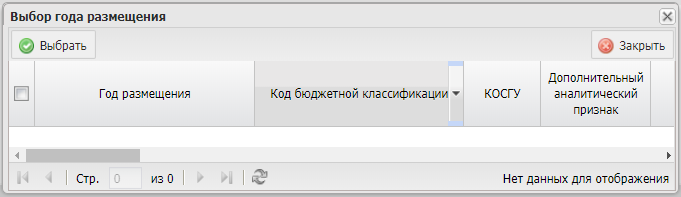 Выбор года размещения
Выбрать
Закрыть
Год размещения
Код бюджетной классификации
КОСГУ
Дополнительный
аналитический
признак
Стр. 0 из 0
Нет данных для отображения